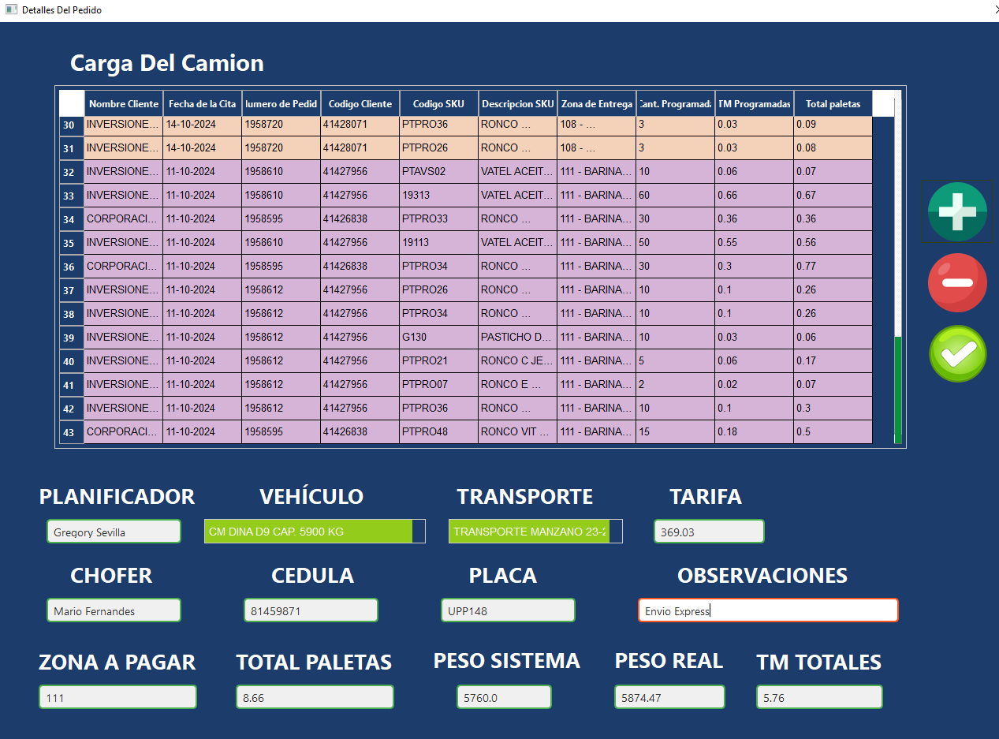 Detalles Del Pedido
Carga Del Camion
Nombre Cliente Fecha de la Cita lumero de Pedid Codigo Cliente Codigo SKU Descripcion SKU Zona de Entrega Cant. Programada TM Programadas Total paletas
30 INVERSIONE... 14-10-2024 1958720 41428071 PTPRO36 RONCO ... 108 - ... 3 0.03 0.09
31 INVERSIONE... 14-10-2024 1958720 41428071 PTPRO26 RONCO ... 108 - ... 3 0.03 0.08
32 INVERSIONE... 11-10-2024 1958610 41427956 PTAVS02 VATEL ACEIT... 111 - BARINA... 10 0.06 0.07
33 INVERSIONE... 11-10-2024 1958610 41427956 19313 VATEL ACEIT... 111 - BARINA... 60 0.66 0.67
34 CORPORACI... 11-10-2024 1958595 41426838 PTPRO33 RONCO ... 111 - BARINA... 30 0.36 0.36
35 INVERSIONE... 11-10-2024 1958610 41427956 19113 VATEL ACEIT... 111 - BARINA... 50 0.55 0.56
36 CORPORACI... 11-10-2024 1958595 41426838 PTPRO34 RONCO ... 111 - BARINA... 30 0.3 0.77
37 INVERSIONE... 11-10-2024 1958612 41427956 PTPRO26 RONCO ... 111 - BARINA... 10 0.1 0.26
38 INVERSIONE... 11-10-2024 1958612 41427956 PTPRO34 RONCO ... 111 - BARINA... 10 0.1 0.26
39 INVERSIONE... 11-10-2024 1958612 41427956 G130 PASTICHO D... 111 - BARINA... 10 0.03 0.06
40 INVERSIONE... 11-10-2024 1958612 41427956 PTPRO21 RONCO C JE... 111 - BARINA... 5 0.06 0.17
41 INVERSIONE... 11-10-2024 1958612 41427956 PTPRO07 RONCO E ... 111 - BARINA... 2 0.02 0.07
42 INVERSIONE... 11-10-2024 1958612 41427956 PTPRO36 RONCO ... 111 - BARINA... 10 0.1 0.3
43 CORPORACI... 11-10-2024 1958595 41426838 PTPRO48 RONCO VIT ... 111 - BARINA... 15 0.18 0.5
PLANIFICADOR VEHÍCULO TRANSPORTE TARIFA
Gregory Sevilla CM DINA D9 CAP. 5900 KG TRANSPORTE MANZANO 23-2 369.03
CHOFER CEDULA PLACA OBSERVACIONES
Mario Fernandes 81459871 UPP148 Envio Express
ZONA A PAGAR TOTAL PALETAS PESO SISTEMA PESO REAL TM TOTALES
111 8.66 5760.0 5874.47 5.76